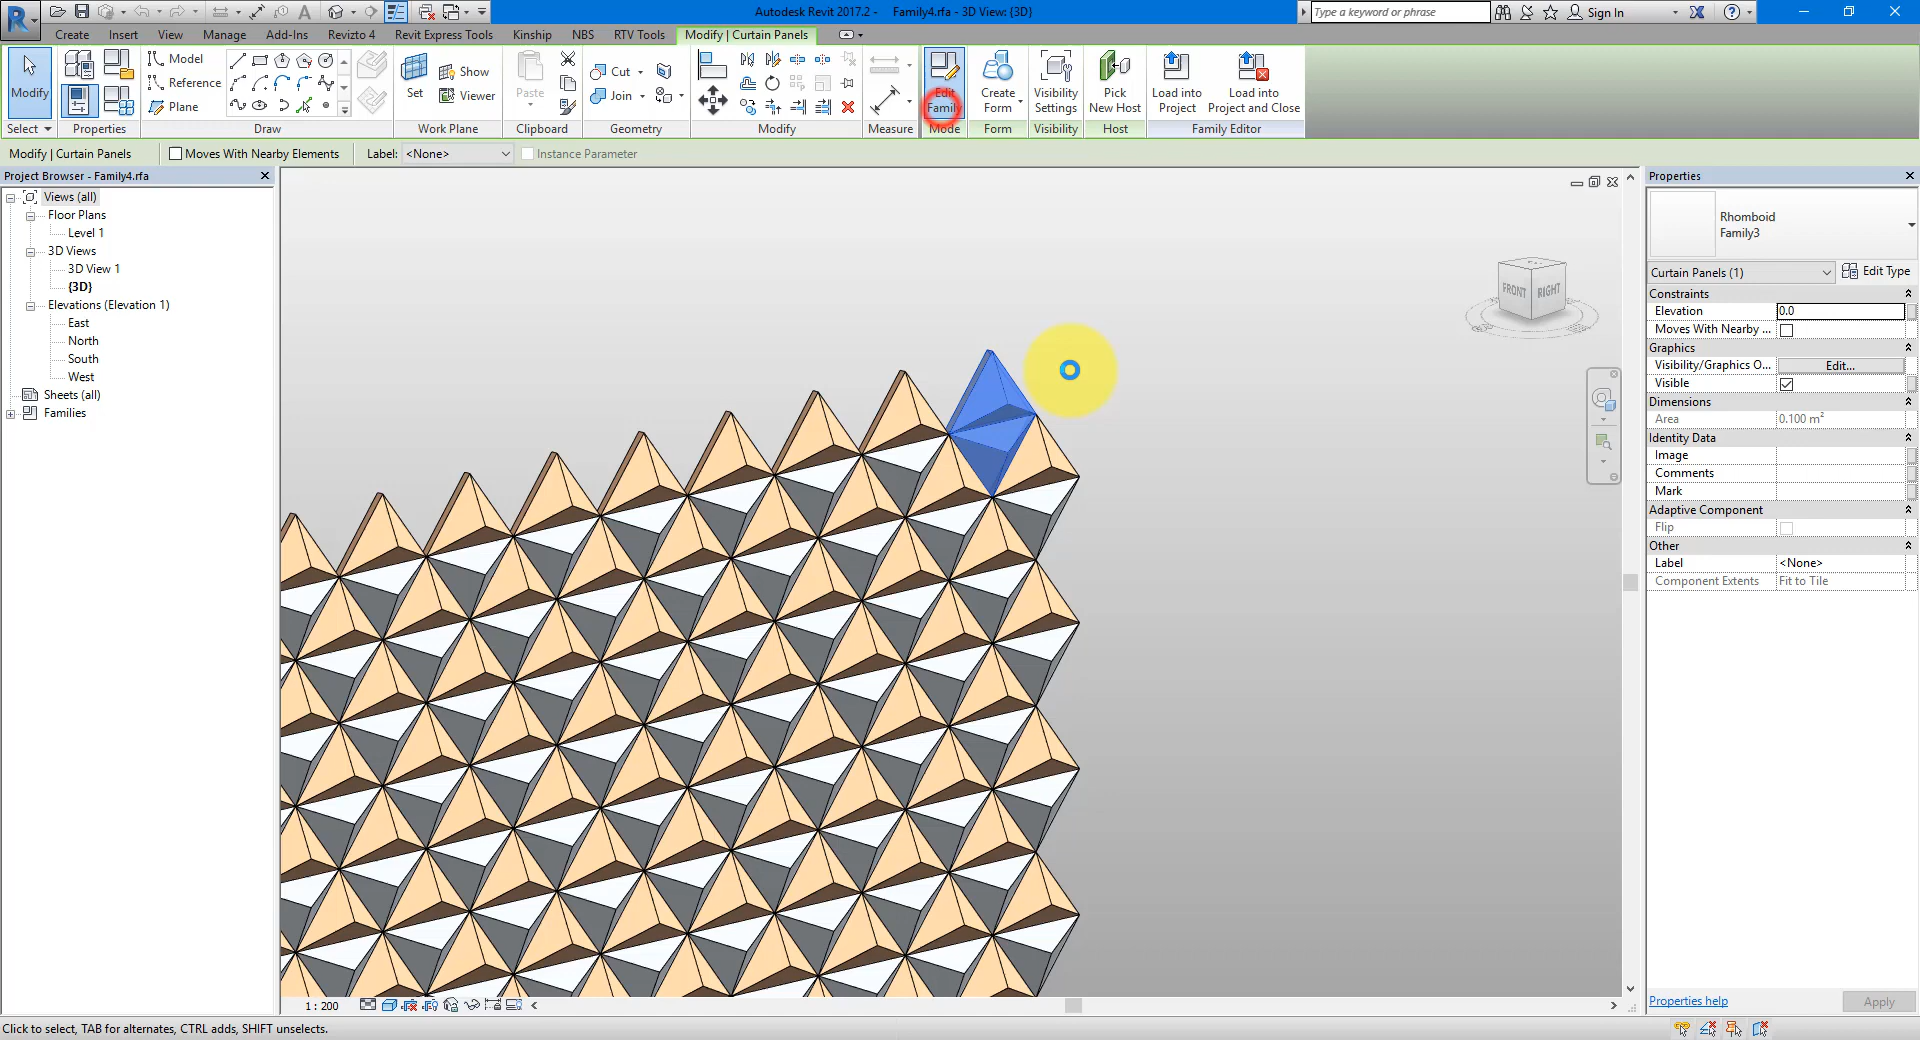 Autodesk Revit 2017.2 - Family4.rfa - 3D View: {3D}
Type a keyword or phrase
Sign In
Create Insert View Manage Add-Ins Revizto 4 Revit Express Tools Kinship NBS RTV Tools Modify | Curtain Panels
Modify
Model
Reference
Plane
Set
Show
Viewer
Paste
Cut
Join
Edit Family
Create Form
Visibility Settings
Pick New Host
Load into Project
Load into Project and Close
Select Properties Draw Work Plane Clipboard Geometry Modify Measure Mode Form Visibility Host Family Editor
Modify | Curtain Panels
Moves With Nearby Elements
Label: <None>
Instance Parameter
Project Browser - Family4.rfa
Views (all)
Floor Plans
Level 1
3D Views
3D View 1
{3D}
Elevations (Elevation 1)
East
North
South
West
Sheets (all)
Families
FRONT RIGHT
Properties
Rhomboid
Family3
Curtain Panels (1)
Edit Type
Constraints
Elevation 0.0
Moves With Nearby ...
Graphics
Visibility/Graphics O... Edit...
Visible
Dimensions
Area 0.100 m²
Identity Data
Image
Comments
Mark
Adaptive Component
Flip
Other
Label <None>
Component Extents Fit to Tile
Properties help
Apply
1 : 200
Click to select, TAB for alternates, CTRL adds, SHIFT unselects.